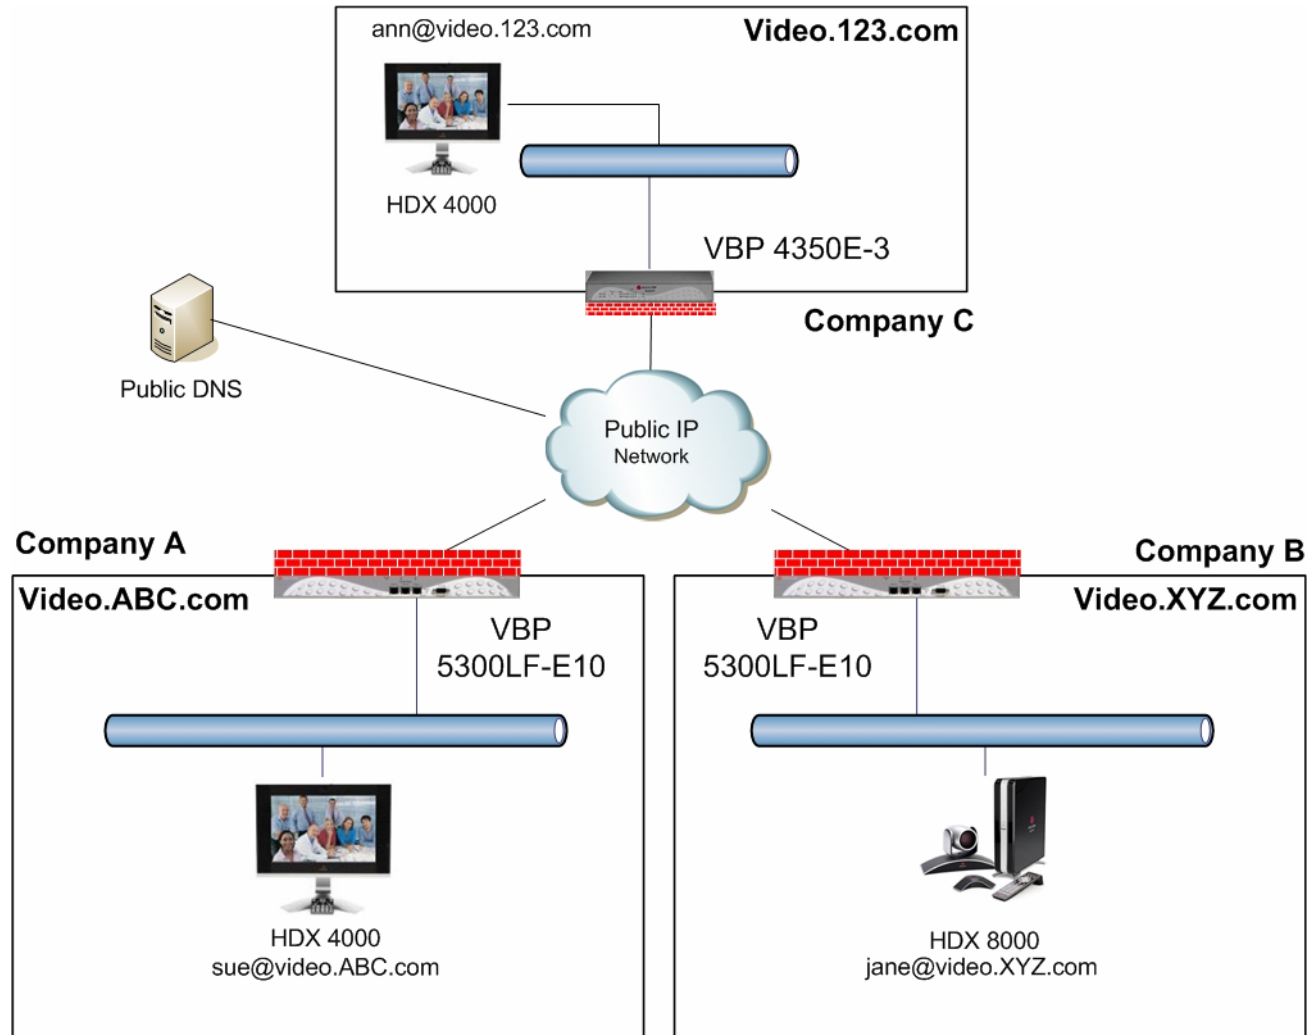 ann@video.123.com
Video.123.com
HDX 4000
VBP 4350E-3
Company C
Public DNS
Public IP
Network
Company A
Video.ABC.com
VBP
5300LF-E10
HDX 4000
sue@video.ABC.com
Company B
Video.XYZ.com
VBP
5300LF-E10
HDX 8000
jane@video.XYZ.com